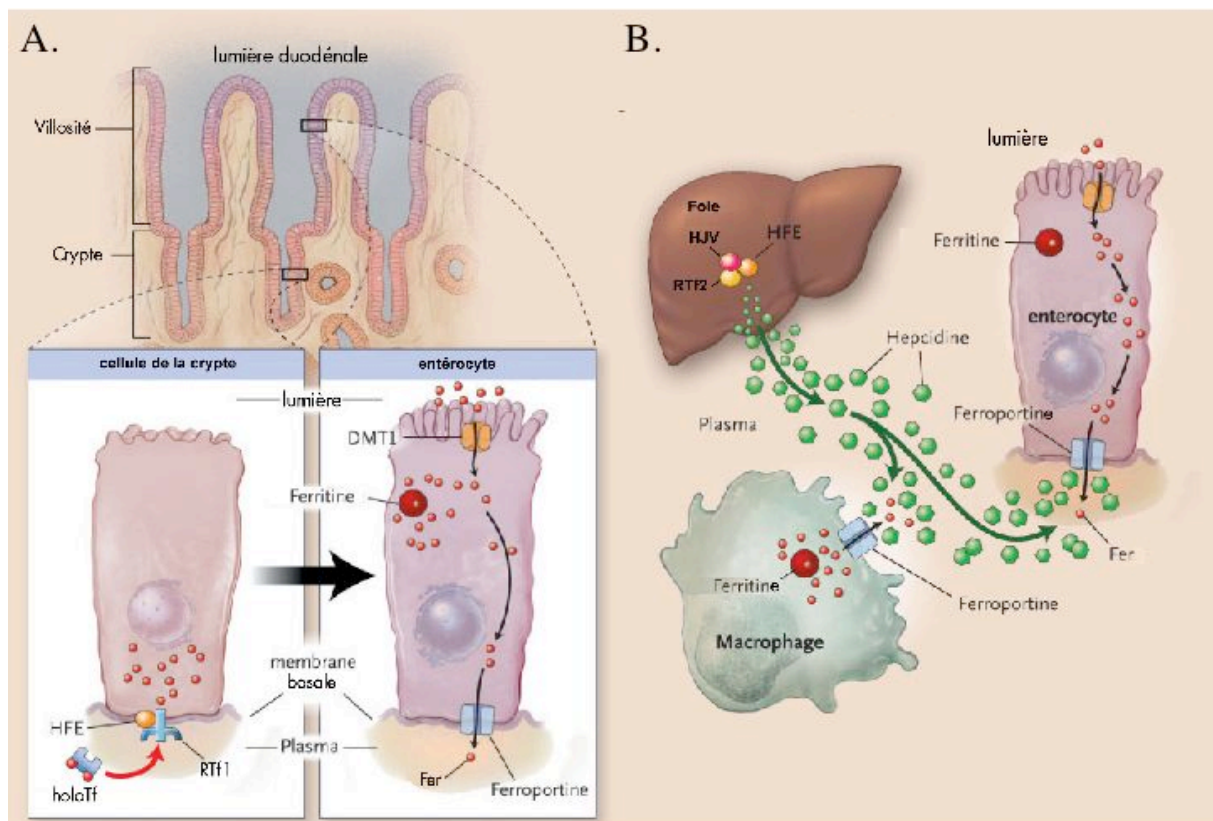 A.
lumière duodénale
Villosité
Crypte
cellule de la crypte
entérocyte
lumière
DMT1
Ferritine
membrane
basale
HFE
Plasma
RTf1
holoTf
Fer
Ferroportine
B.
lumière
Foie
HJV
HFE
RTf2
Ferritine
enterocyte
Hepcidine
Plasma
Ferroportine
Fer
Ferritine
Ferroportine
Macrophage